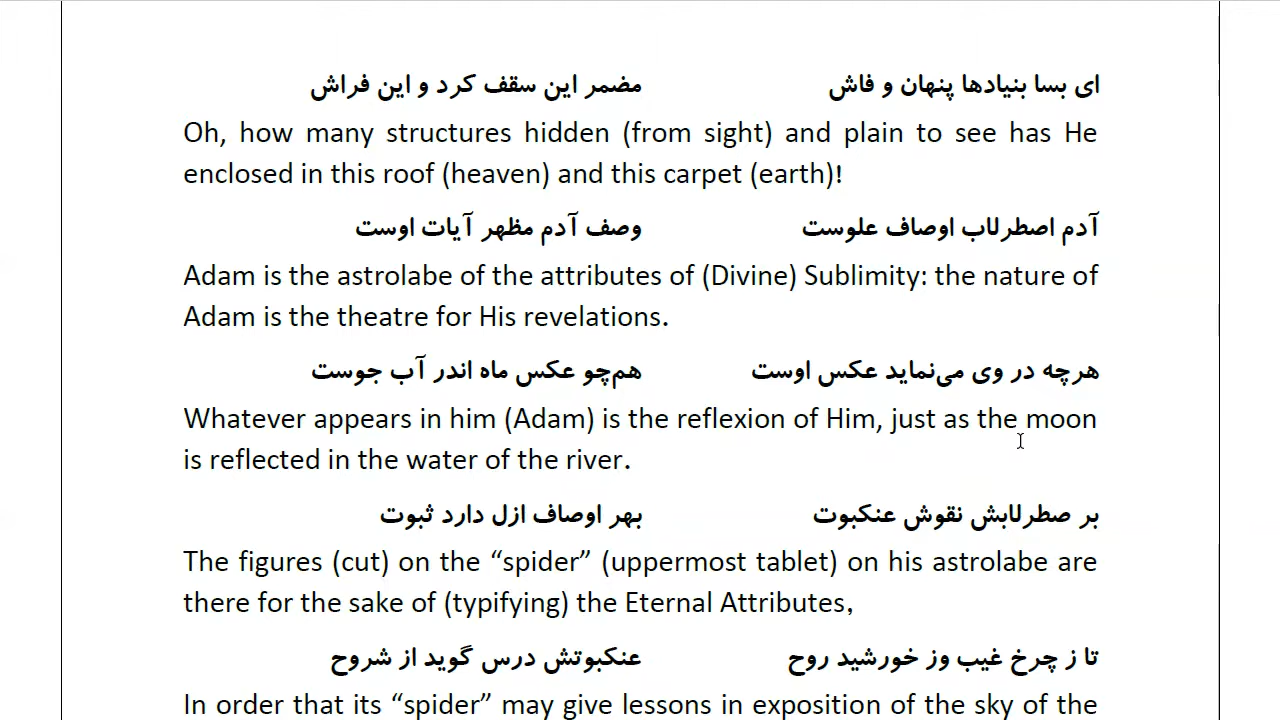 ای بسا بنیادها پنهان و فاش مضمر این سقف کرد و این فراش
Oh, how many structures hidden (from sight) and plain to see has He
enclosed in this roof (heaven) and this carpet (earth)!
آدم اصطرلاب اوصاف علوست وصف آدم مظهر آیات اوست
Adam is the astrolabe of the attributes of (Divine) Sublimity: the nature of
Adam is the theatre for His revelations.
هرچه در وی می‌نماید عکس اوست هم‌چو عکس ماه اندر آب جوست
Whatever appears in him (Adam) is the reflexion of Him, just as the moon
is reflected in the water of the river.
بر صطرلابش نقوش عنکبوت بهر اوصاف ازل دارد ثبوت
The figures (cut) on the “spider” (uppermost tablet) on his astrolabe are
there for the sake of (typifying) the Eternal Attributes,
تا ز چرخ غیب وز خورشید روح عنکبوتش درس گوید از شروح
In order that its “spider” may give lessons in exposition of the sky of the